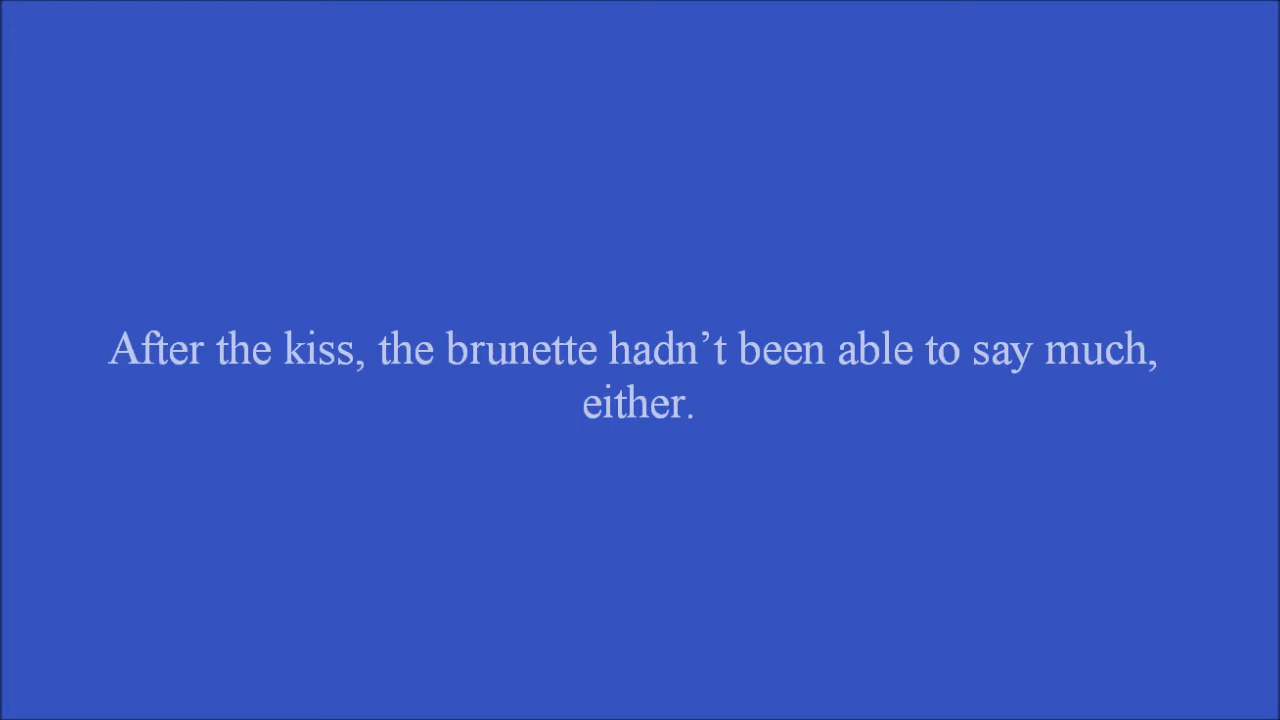 After the kiss, the brunette hadn’t been able to say much,
either.